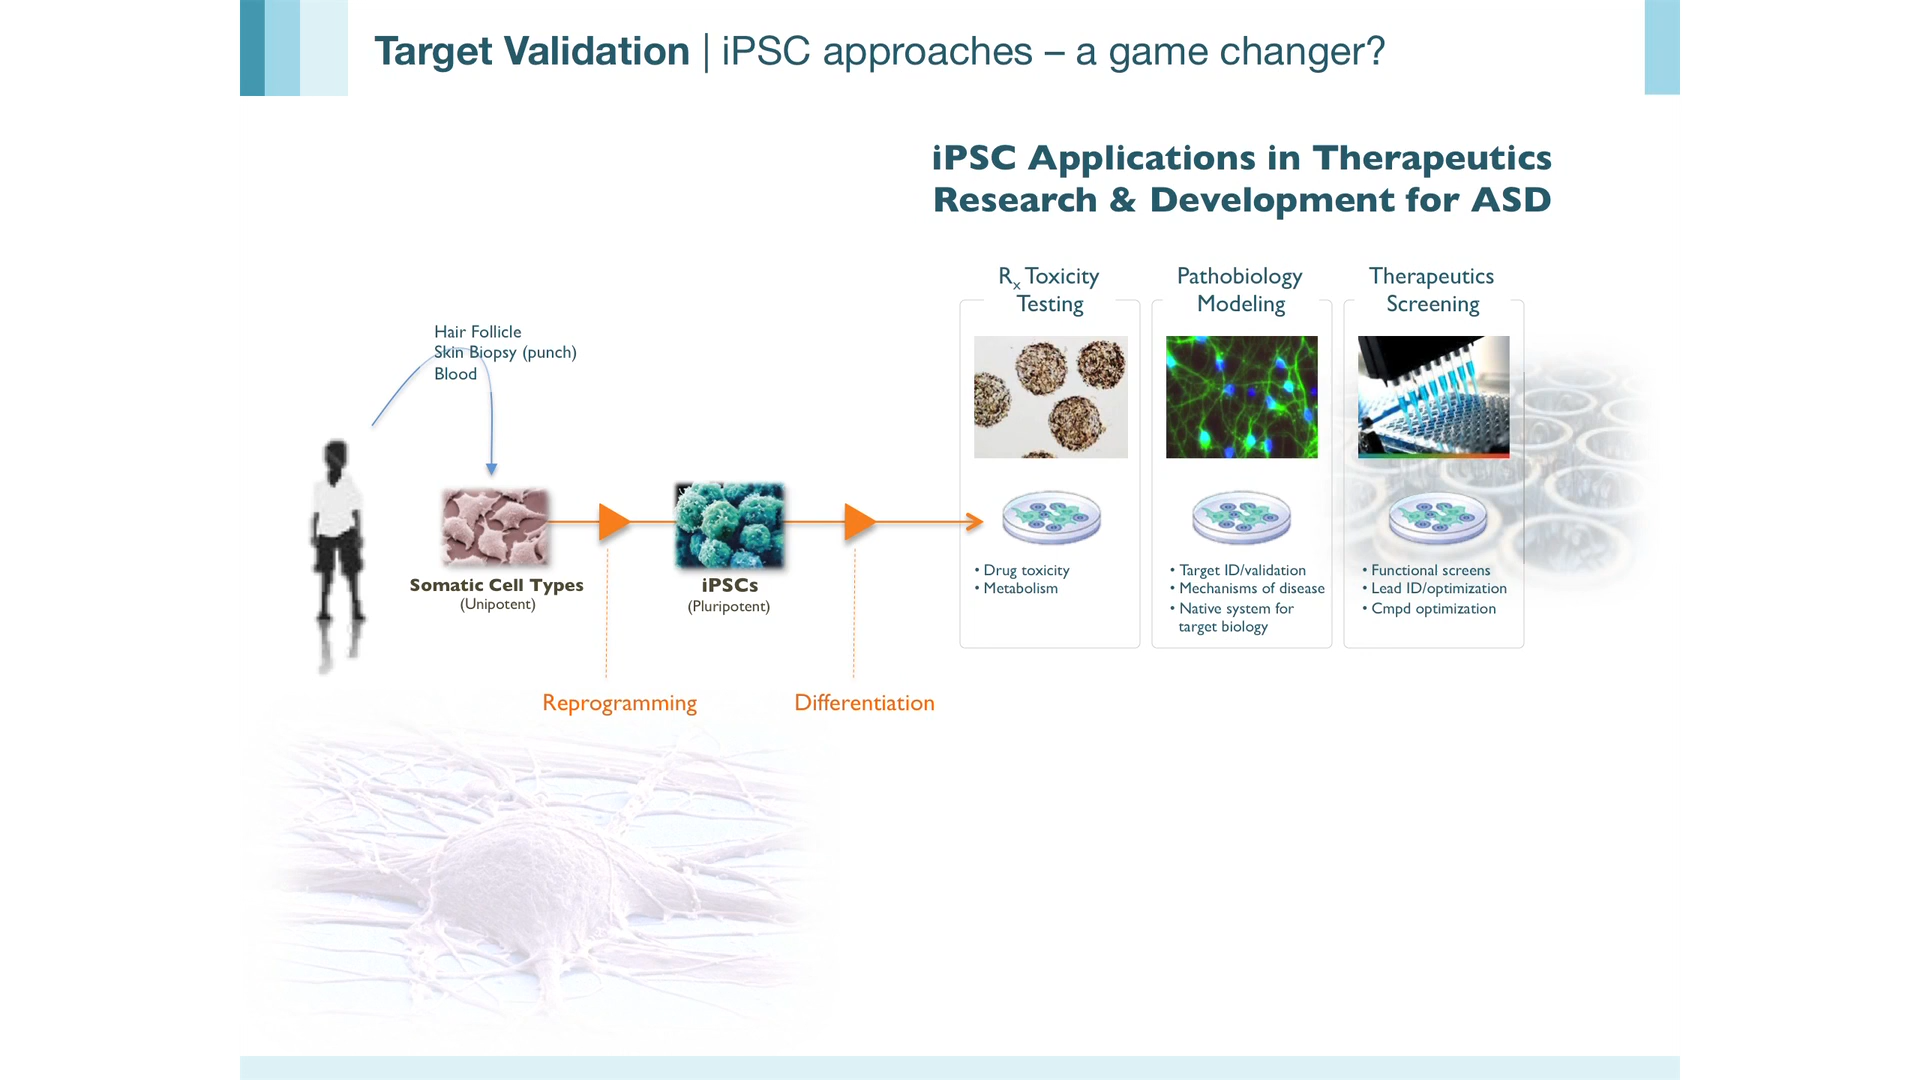 Target Validation | iPSC approaches – a game changer?
iPSC Applications in Therapeutics
Research & Development for ASD
Rx Toxicity
Testing
Pathobiology
Modeling
Therapeutics
Screening
Hair Follicle
Skin Biopsy (punch)
Blood
Somatic Cell Types
(Unipotent)
iPSCs
(Pluripotent)
• Drug toxicity
• Metabolism
• Target ID/validation
• Mechanisms of disease
• Native system for
target biology
• Functional screens
• Lead ID/optimization
• Cmpd optimization
Reprogramming
Differentiation